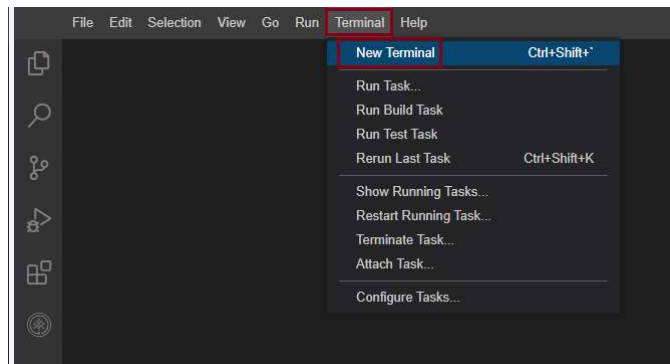 File Edit Selection View Go Run Terminal Help
New Terminal Ctrl+Shift+`
Run Task...
Run Build Task
Run Test Task
Rerun Last Task Ctrl+Shift+K
Show Running Tasks...
Restart Running Task...
Terminate Task...
Attach Task...
Configure Tasks...